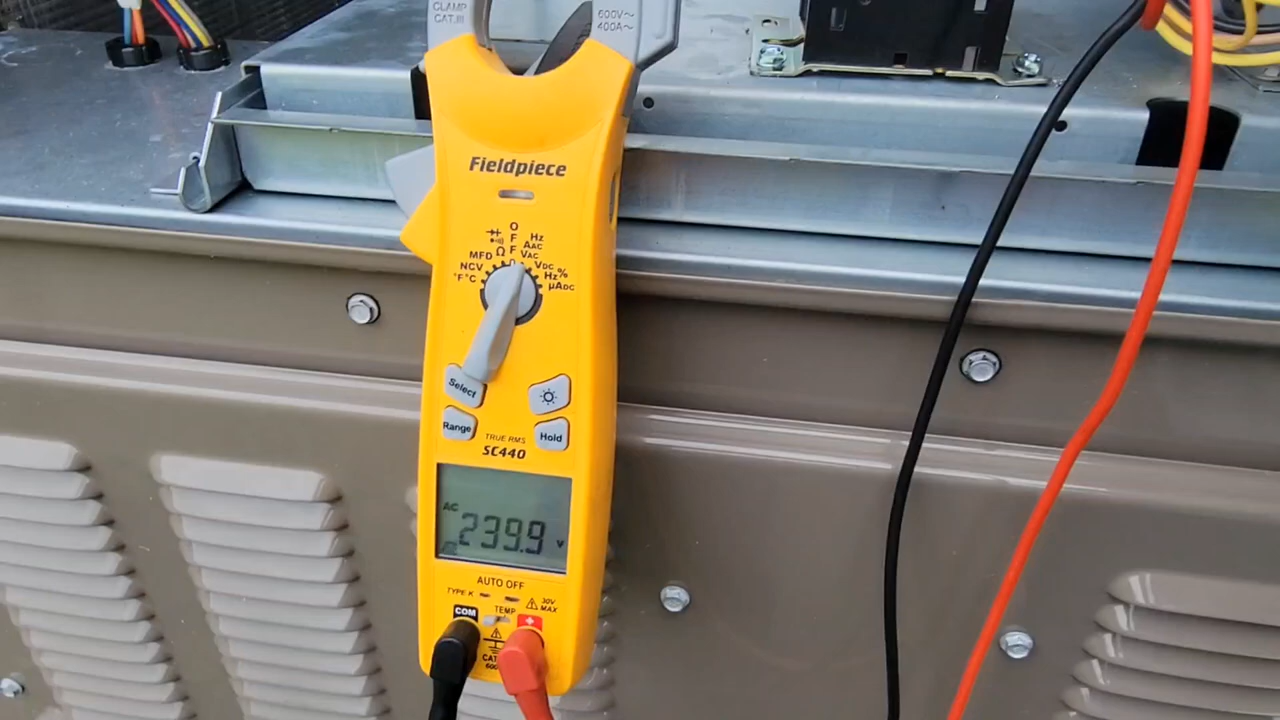 CLAMP
CAT.III
600V~
400A~
Fieldpiece
O
F
F
Hz
AAC
Ω
VAC
MFD
VDC
NCV
Hz%
°F°C
µADC
Select
Range
Hold
TRUE RMS
SC440
AC
239.9 V
AUTO OFF
TYPE K
TEMP
30V
MAX
COM
+